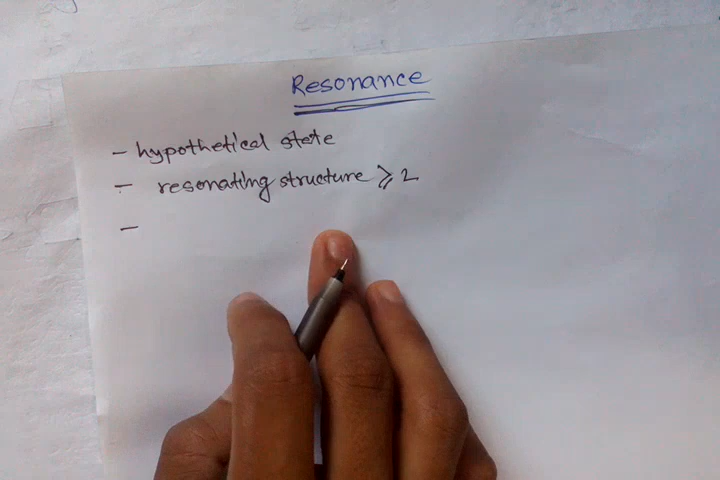 Resonance
- hypothetical state
- resonating structure ⩾ 2
-